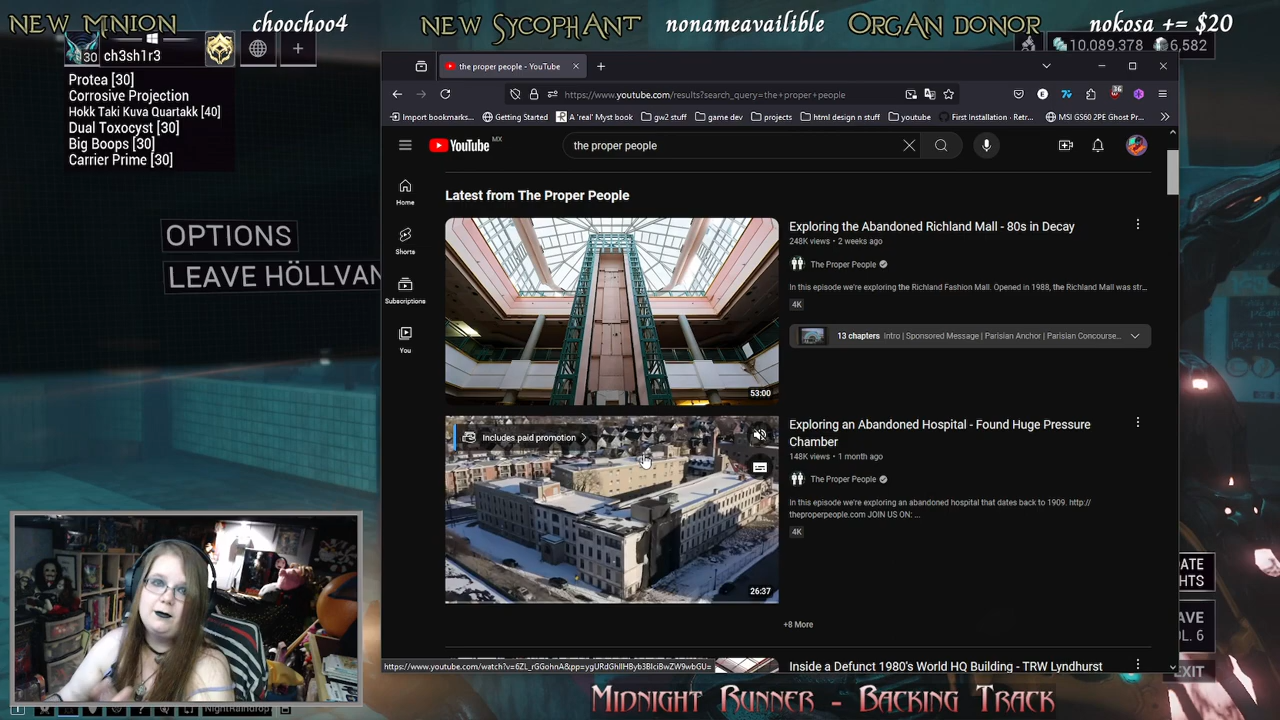 NEW MINION choochoo4 NEW SYCOPHANT nonameavailible ORGAN DONOR nokosa += $20
30 ch3sh1r3
10,089,378 6,582
Protea [30]
Corrosive Projection
Hokk Taki Kuva Quartakk [40]
Dual Toxocyst [30]
Big Boops [30]
Carrier Prime [30]
OPTIONS
LEAVE HÖLLVAN
the proper people - YouTube
https://www.youtube.com/results?search_query=the+proper+people
36
Import bookmarks... Getting Started A 'real' Myst book gw2 stuff game dev projects html design n stuff youtube First Installation - Retr... MSI GS60 2PE Ghost Pr...
YouTube MX
the proper people
Home
Shorts
Subscriptions
You
Latest from The Proper People
53:00
Exploring the Abandoned Richland Mall - 80s in Decay
248K views • 2 weeks ago
The Proper People
In this episode we're exploring the Richland Fashion Mall. Opened in 1988, the Richland Mall was str...
4K
13 chapters Intro | Sponsored Message | Parisian Anchor | Parisian Concourse...
Includes paid promotion
26:37
Exploring an Abandoned Hospital - Found Huge Pressure
Chamber
148K views • 1 month ago
The Proper People
In this episode we're exploring an abandoned hospital that dates back to 1909. http://
theproperpeople.com JOIN US ON: ...
4K
+8 More
Inside a Defunct 1980's World HQ Building - TRW Lyndhurst
ATE
HTS
AVE
OL. 6
EXIT
NightRaindrop
MIDNIGHT RUNNER - BACKING TRACK